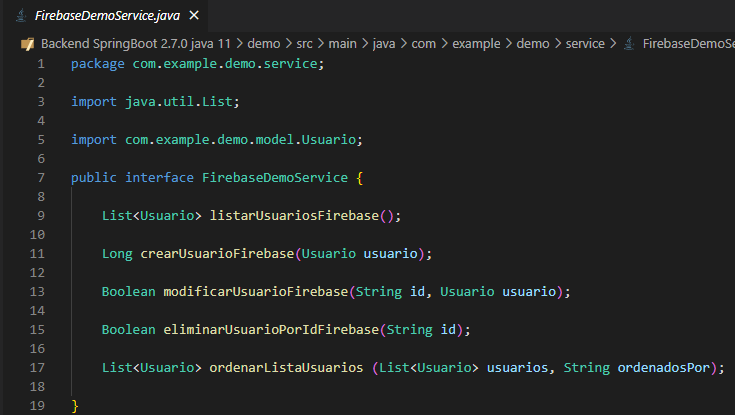 FirebaseDemoService.java
Backend SpringBoot 2.7.0 java 11 > demo > src > main > java > com > example > demo > service > FirebaseDemoSe
1 package com.example.demo.service;
2
3 import java.util.List;
4
5 import com.example.demo.model.Usuario;
6
7 public interface FirebaseDemoService {
8
9 List<Usuario> listarUsuariosFirebase();
10
11 Long crearUsuarioFirebase(Usuario usuario);
12
13 Boolean modificarUsuarioFirebase(String id, Usuario usuario);
14
15 Boolean eliminarUsuarioPorIdFirebase(String id);
16
17 List<Usuario> ordenarListaUsuarios (List<Usuario> usuarios, String ordenadosPor);
18
19 }